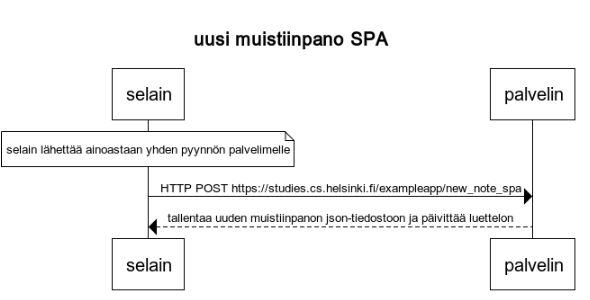 uusi muistiinpano SPA
selain
palvelin
selain lähettää ainoastaan yhden pyynnön palvelimelle
HTTP POST https://studies.cs.helsinki.fi/exampleapp/new_note_spa
tallentaa uuden muistiinpanon json-tiedostoon ja päivittää luettelon
selain
palvelin